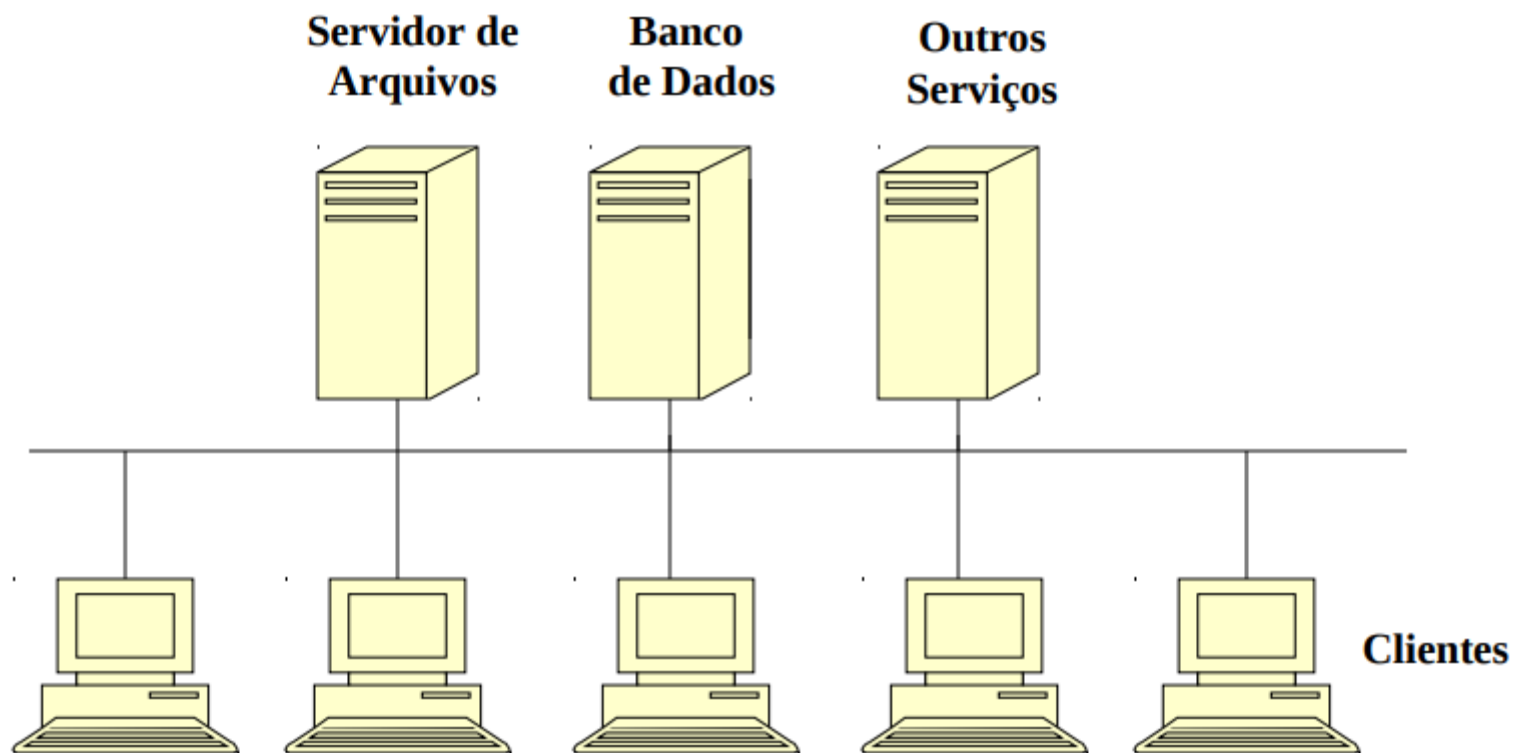 Servidor de
Arquivos
Banco
de Dados
Outros
Serviços
Clientes